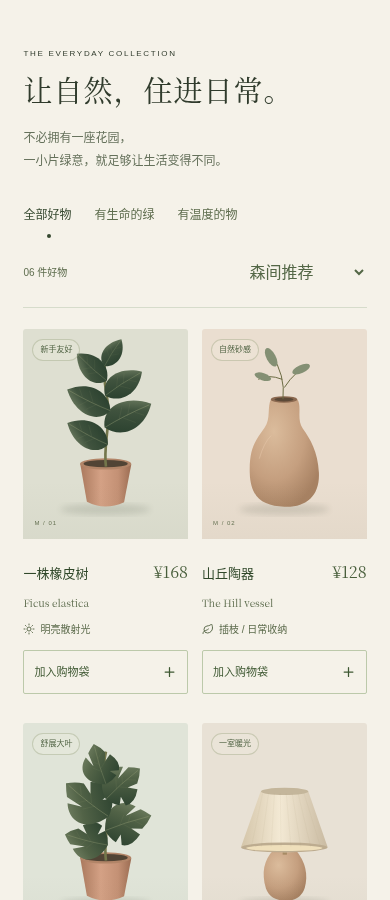 THE EVERYDAY COLLECTION
让自然，住进日常。
不必拥有一座花园，
一小片绿意，就足够让生活变得不同。
全部好物 有生命的绿 有温度的物
06 件好物 森间推荐
新手友好 自然砂感
M / 01 M / 02
一株橡皮树 ¥168 山丘陶器 ¥128
Ficus elastica The Hill vessel
明亮散射光 插枝 / 日常收纳
加入购物袋 + 加入购物袋 +
舒展大叶 一室暖光